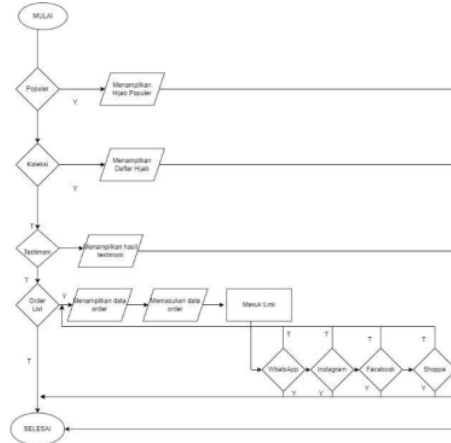 MULAI
Populer
Y
Menampilkan
Hijab Populer
Koleksi
Y
Menampilkan
Daftar Hijab
T
Testimoni
Menampilkan hasil
testimoni
T
Order
List
Y
Menampilkan data
order
Memasukan data
order
Masuk Link
T
T
T
T
WhatsApp
Instagram
Facebook
Shoppe
Y
Y
Y
Y
T
SELESAI